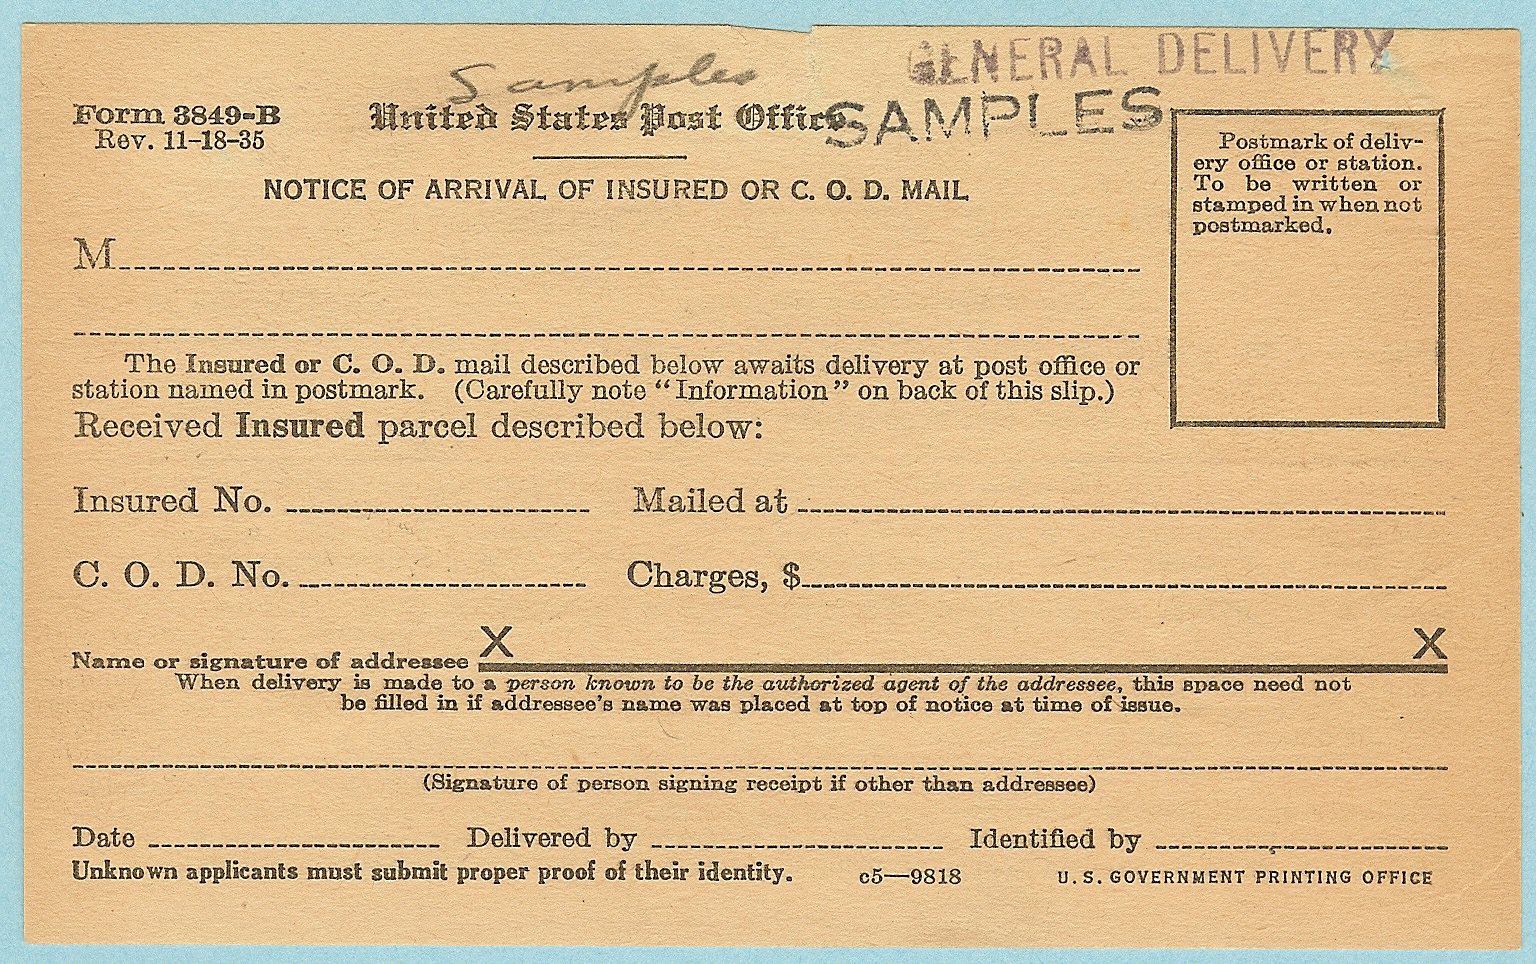 Samples
GENERAL DELIVERY
SAMPLES
Form 3849-B
Rev. 11-18-35
United States Post Office
NOTICE OF ARRIVAL OF INSURED OR C. O. D. MAIL
Postmark of deliv-
ery office or station.
To be written or
stamped in when not
postmarked.
M
The Insured or C. O. D. mail described below awaits delivery at post office or
station named in postmark. (Carefully note “Information” on back of this slip.)
Received Insured parcel described below:
Insured No. Mailed at
C. O. D. No. Charges, $
X X
Name or signature of addressee
When delivery is made to a person known to be the authorized agent of the addressee, this space need not
be filled in if addressee's name was placed at top of notice at time of issue.
(Signature of person signing receipt if other than addressee)
Date Delivered by Identified by
Unknown applicants must submit proper proof of their identity. c5—9818 U. S. GOVERNMENT PRINTING OFFICE